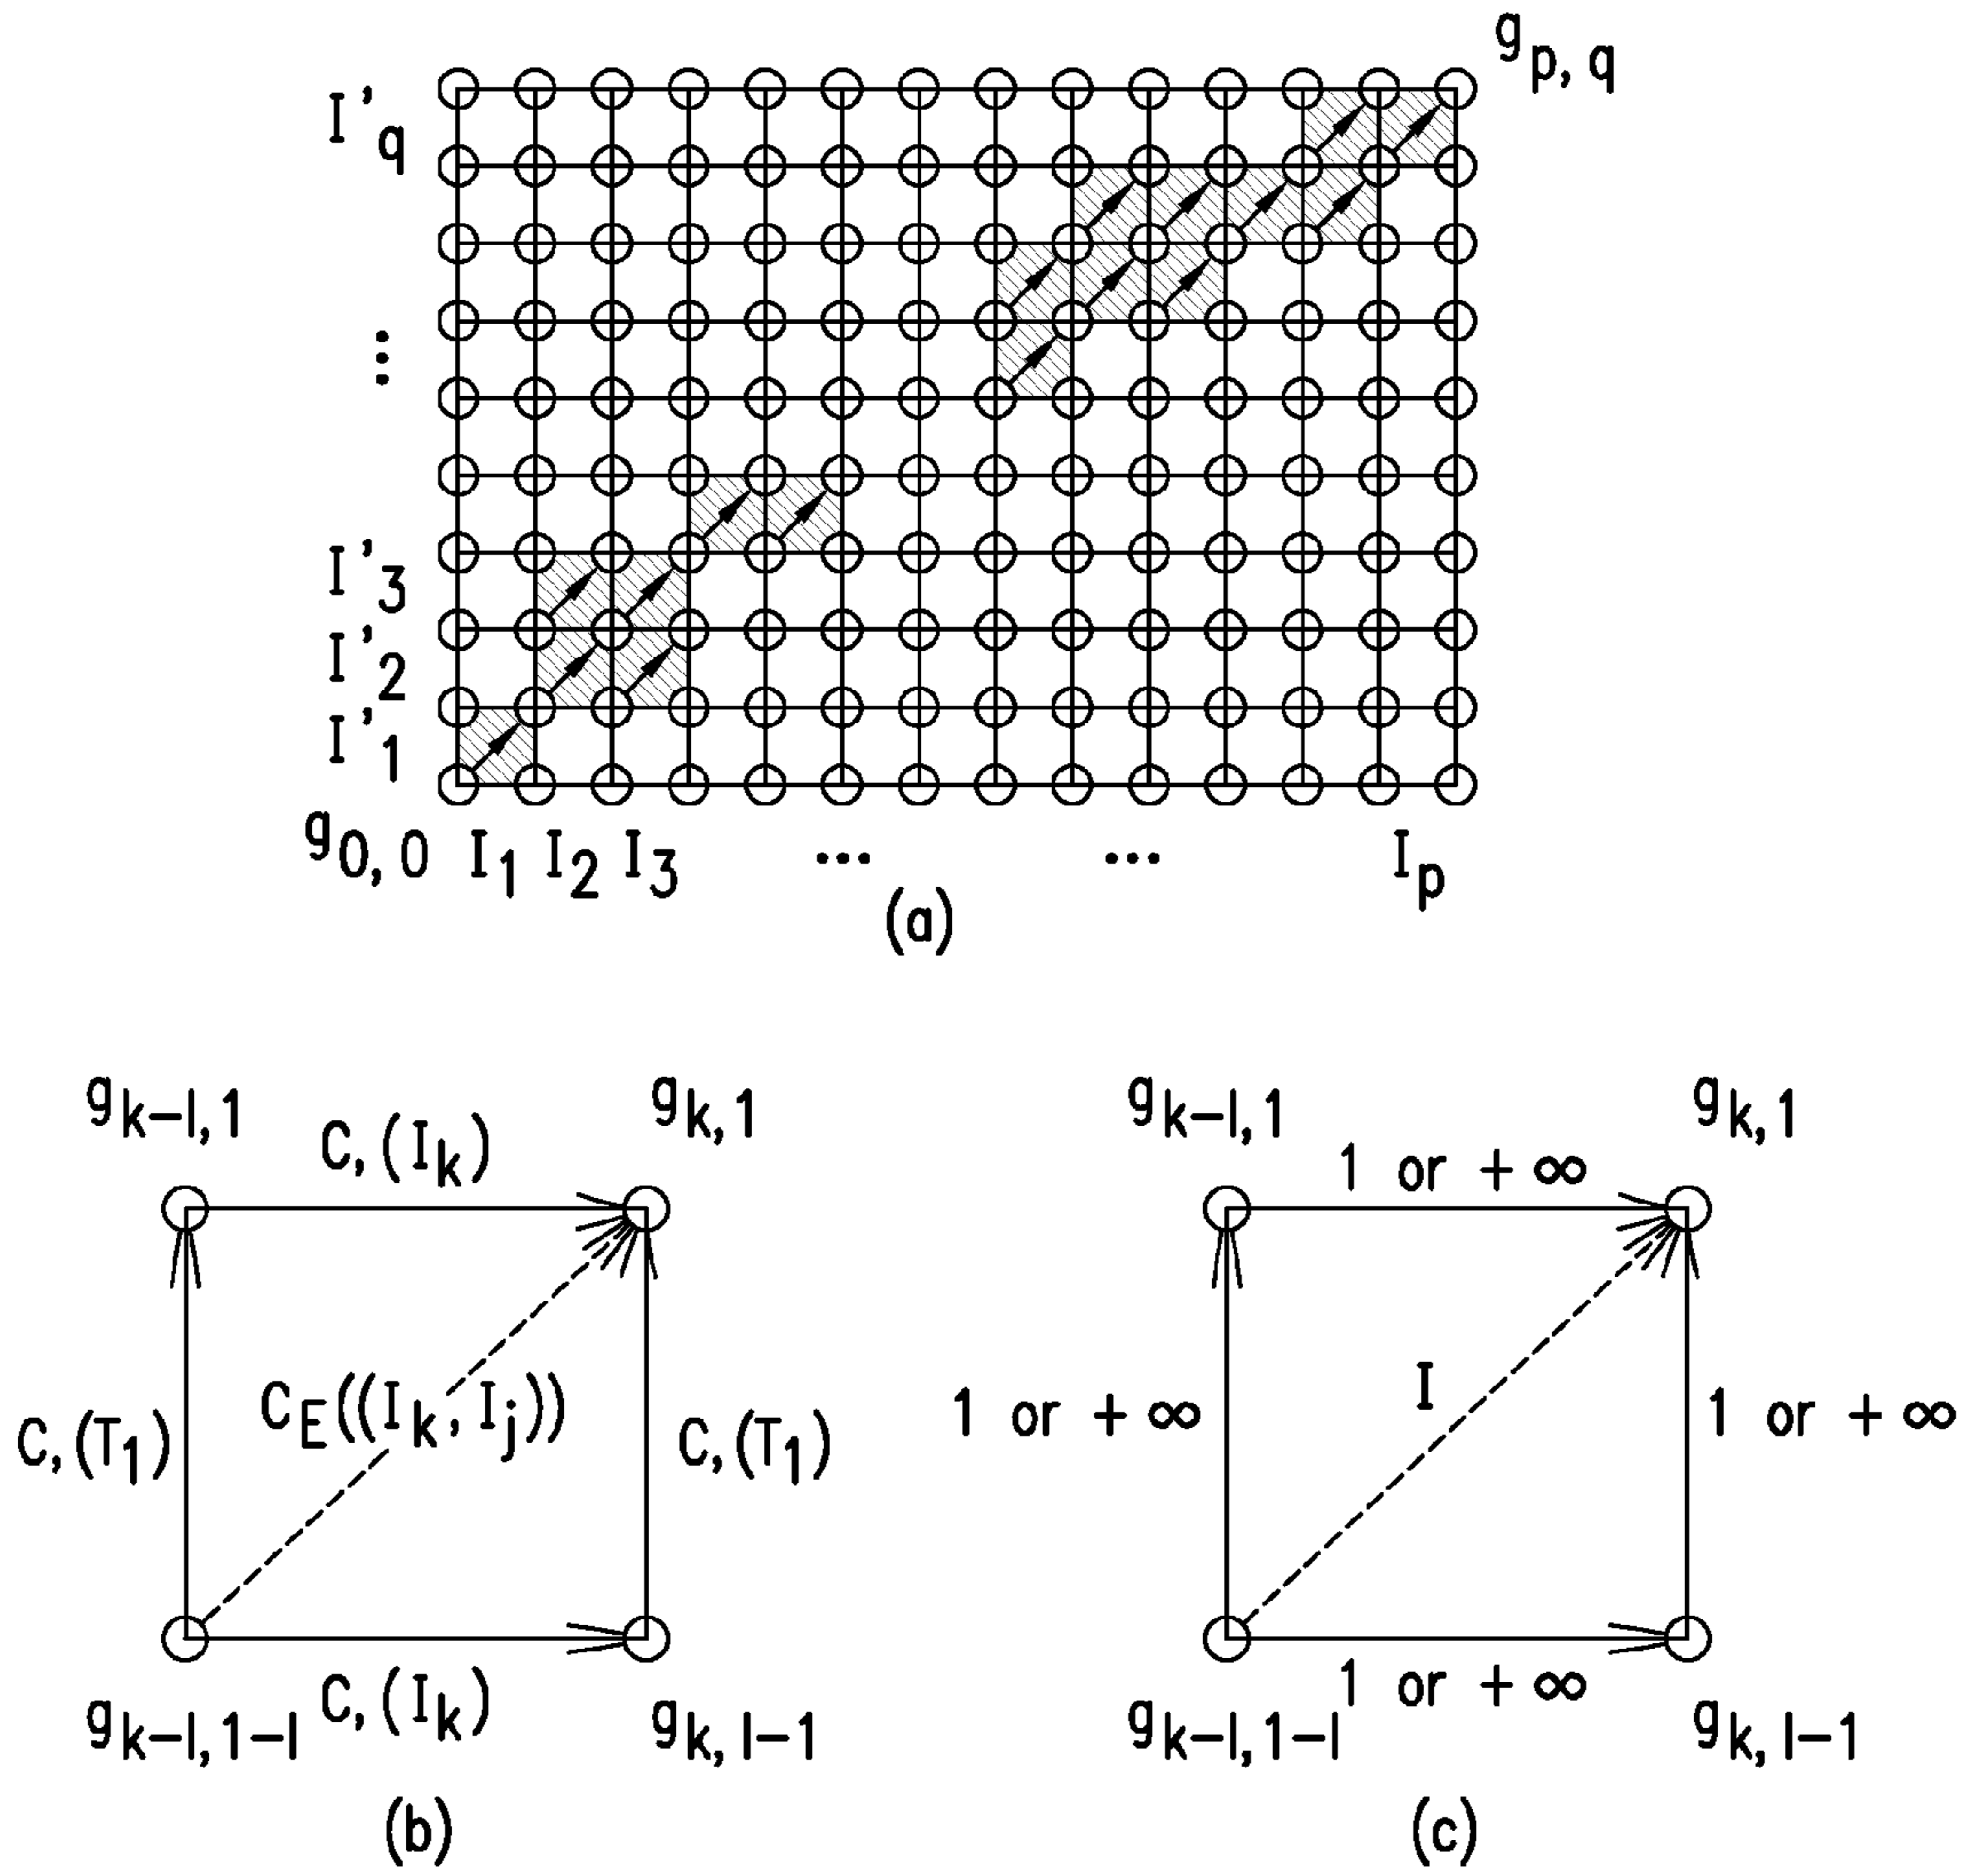 g p, q
I' q
⋮
I' 3
I' 2
I' 1
g 0, 0 I 1 I 2 I 3 ... ... I p
(a)
g k-l, 1 g k, 1 g k-l, 1 g k, 1
C, (I k) 1 or + ∞
C, (T 1) C E ((I k, I j)) C, (T 1) 1 or + ∞ I 1 or + ∞
C, (I k) 1 or + ∞
g k-l, 1-l g k, l-1 g k-l, 1-l g k, l-1
(b) (c)